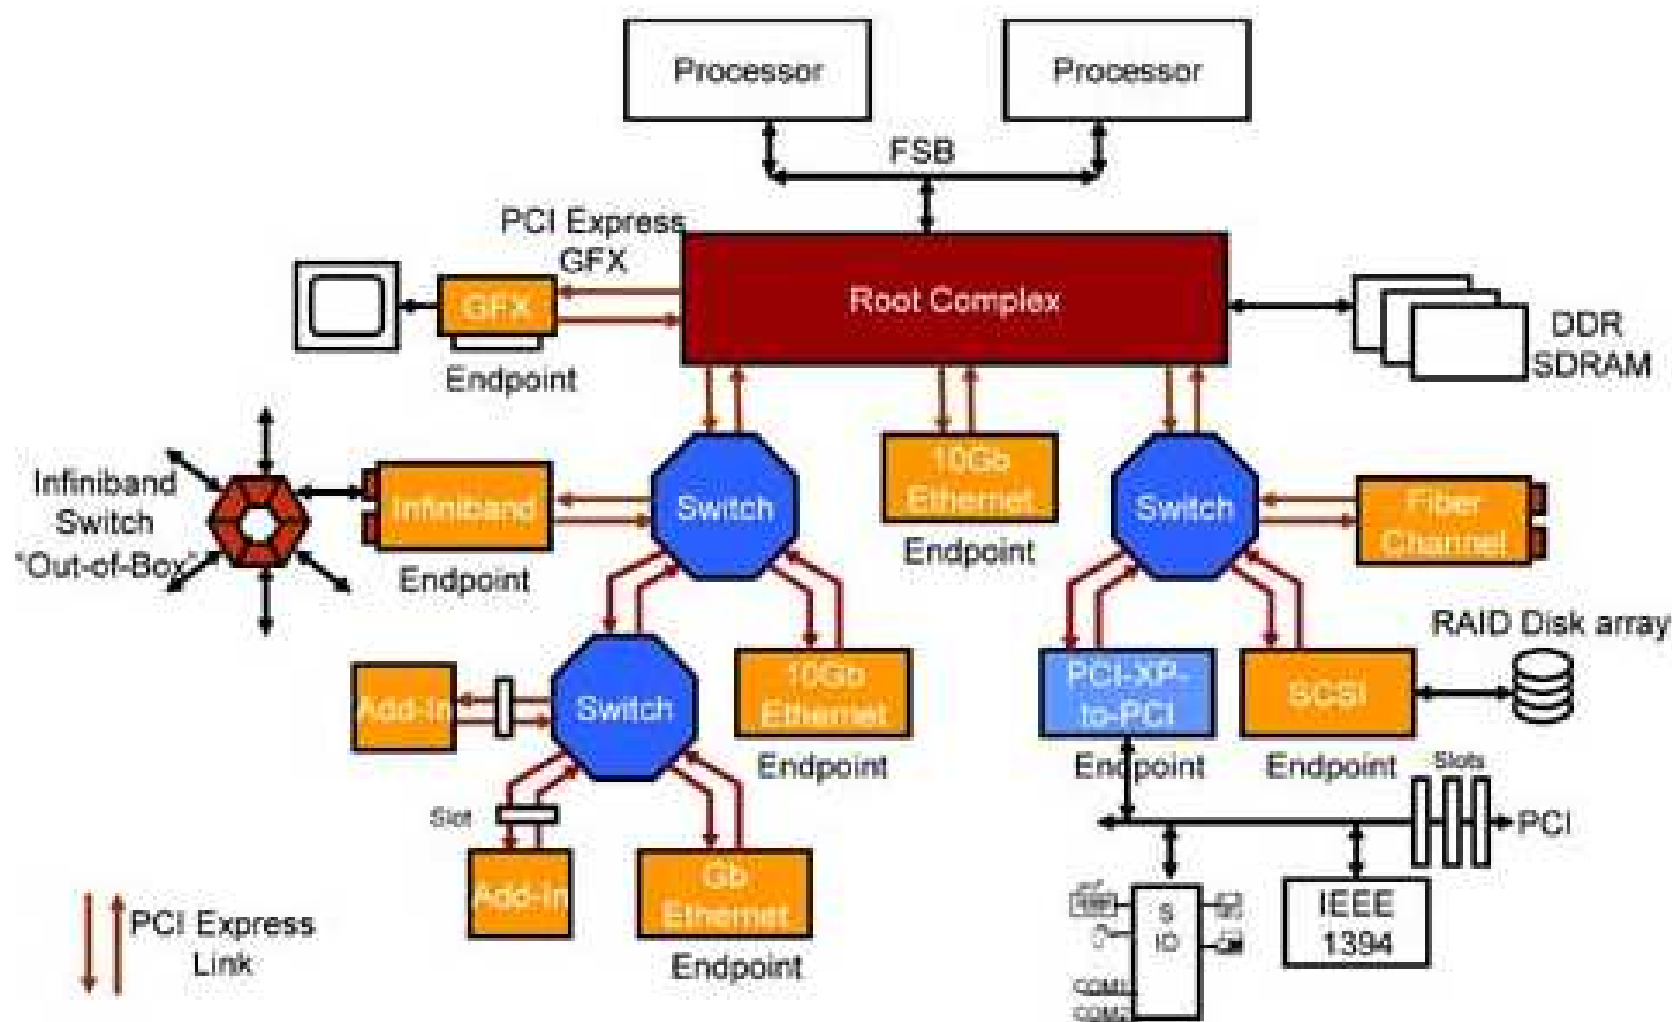 Processor
Processor
FSB
PCI Express
GFX
GFX
Endpoint
Root Complex
DDR
SDRAM
Infiniband
Switch
"Out-of-Box"
Infiniband
Endpoint
Switch
10Gb
Ethernet
Endpoint
Switch
Fiber
Channel
RAID Disk array
Add-In
Switch
10Gb
Ethernet
Endpoint
PCI-XP-
to-PCI
Endpoint
SCSI
Endpoint
Slots
PCI
Slot
Add-In
Gb
Ethernet
Endpoint
S
IO
COM1
COM2
IEEE
1394
PCI Express
Link